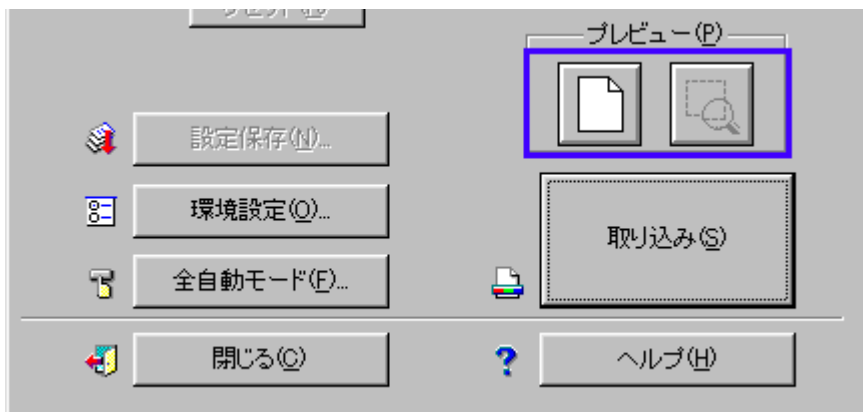 プレビュー(P)
設定保存(N)...
環境設定(O)...
取り込み(S)
全自動モード(F)...
閉じる(C)
ヘルプ(H)